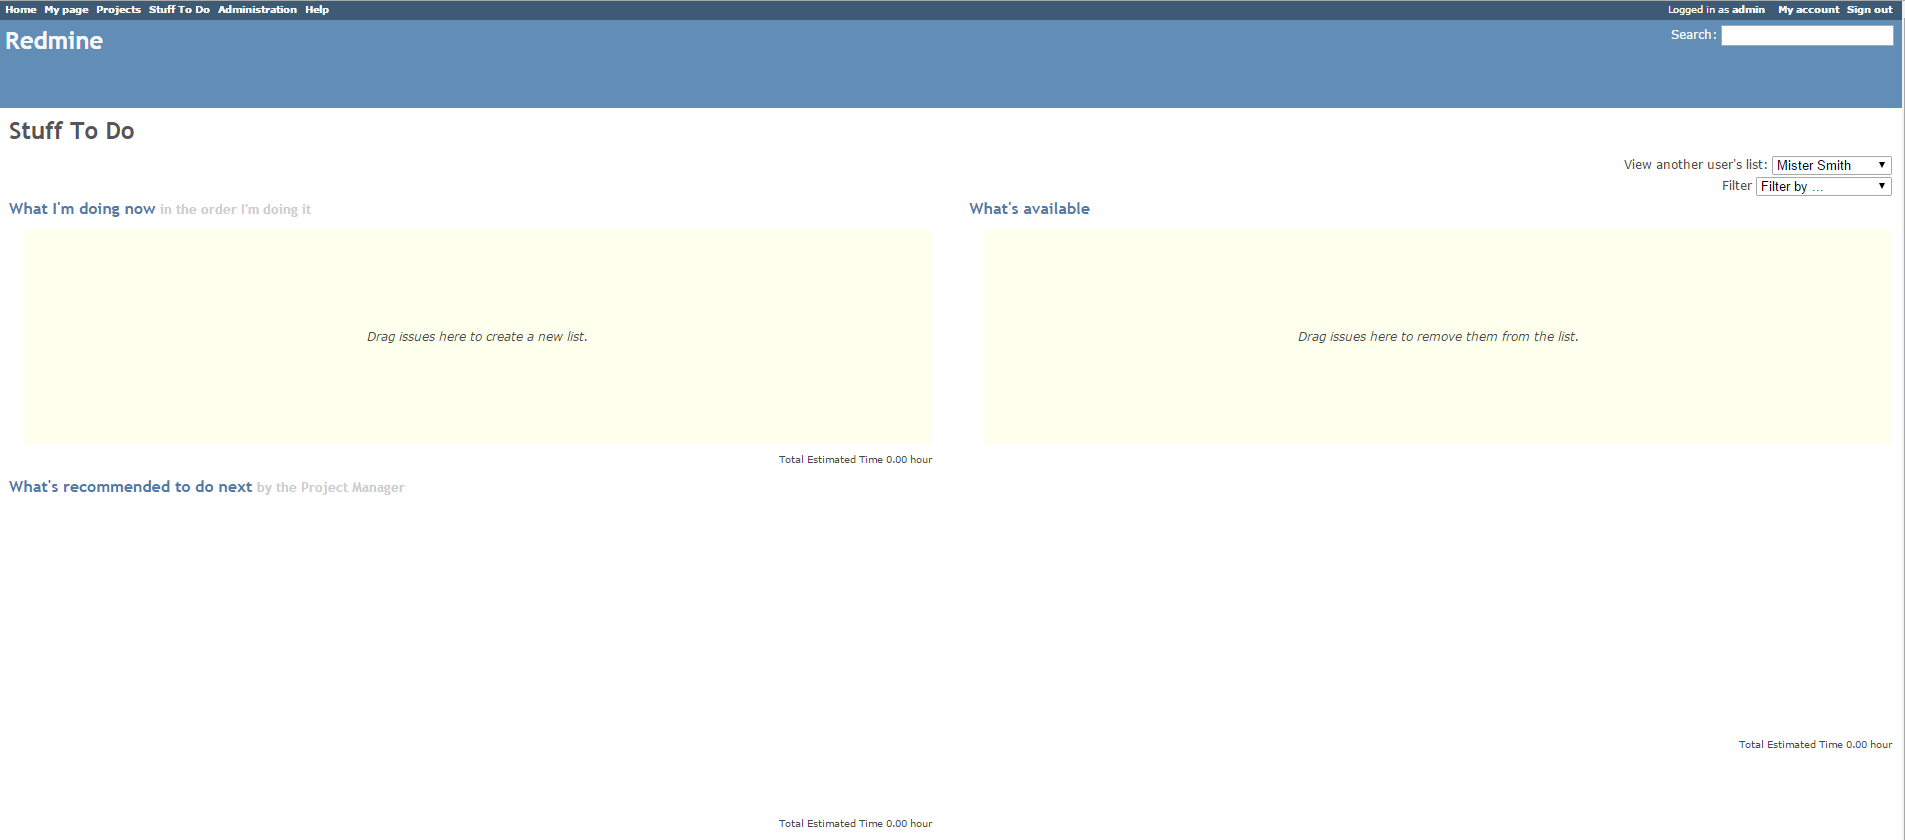 Home My page Projects Stuff To Do Administration Help
Logged in as admin My account Sign out
Redmine
Search:
Stuff To Do
View another user's list: Mister Smith
Filter Filter by ...
What I'm doing now in the order I'm doing it
Drag issues here to create a new list.
Total Estimated Time 0.00 hour
What's recommended to do next by the Project Manager
Total Estimated Time 0.00 hour
What's available
Drag issues here to remove them from the list.
Total Estimated Time 0.00 hour